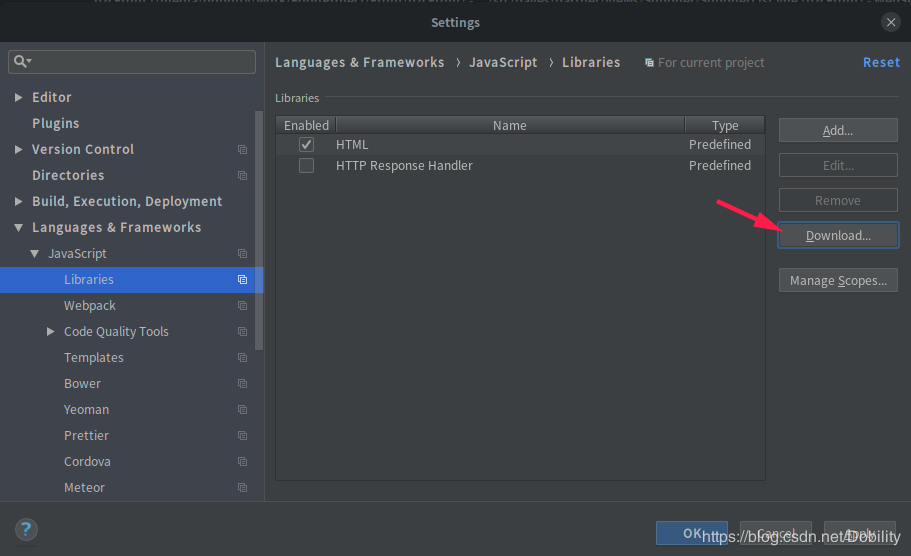 Settings
Languages & Frameworks › JavaScript › Libraries For current project Reset
Editor
Plugins
Version Control
Directories
Build, Execution, Deployment
Languages & Frameworks
JavaScript
Libraries
Webpack
Code Quality Tools
Templates
Bower
Yeoman
Prettier
Cordova
Meteor
Libraries
Enabled Name Type
HTML Predefined
HTTP Response Handler Predefined
Add...
Edit...
Remove
Download...
Manage Scopes...
?
OK Cancel Apply
https://blog.csdn.net/Dobility